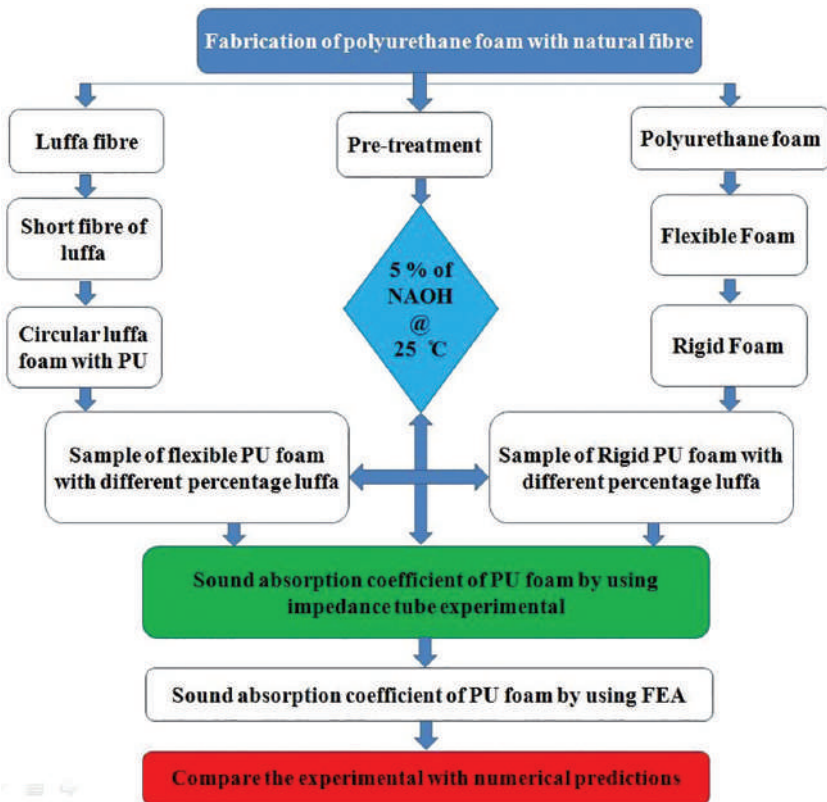 Fabrication of polyurethane foam with natural fibre
Luffa fibre
Pre-treatment
Polyurethane foam
Short fibre of
luffa
Flexible Foam
5 % of
NAOH
@
25 ℃
Circular luffa
foam with PU
Rigid Foam
Sample of flexible PU foam
with different percentage luffa
Sample of Rigid PU foam with
different percentage luffa
Sound absorption coefficient of PU foam by using
impedance tube experimental
Sound absorption coefficient of PU foam by using FEA
Compare the experimental with numerical predictions